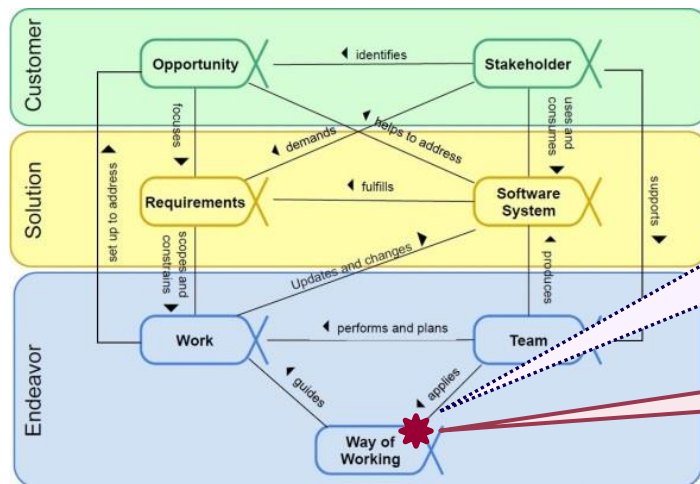 Customer
Opportunity
identifies
Stakeholder
focuses
demands
helps to address
uses and
consumes
set up to address
Solution
Requirements
fulfills
Software
System
supports
scopes and
constrains
Updates and changes
produces
Endeavor
Work
performs and plans
Team
guides
applies
Way of
Working